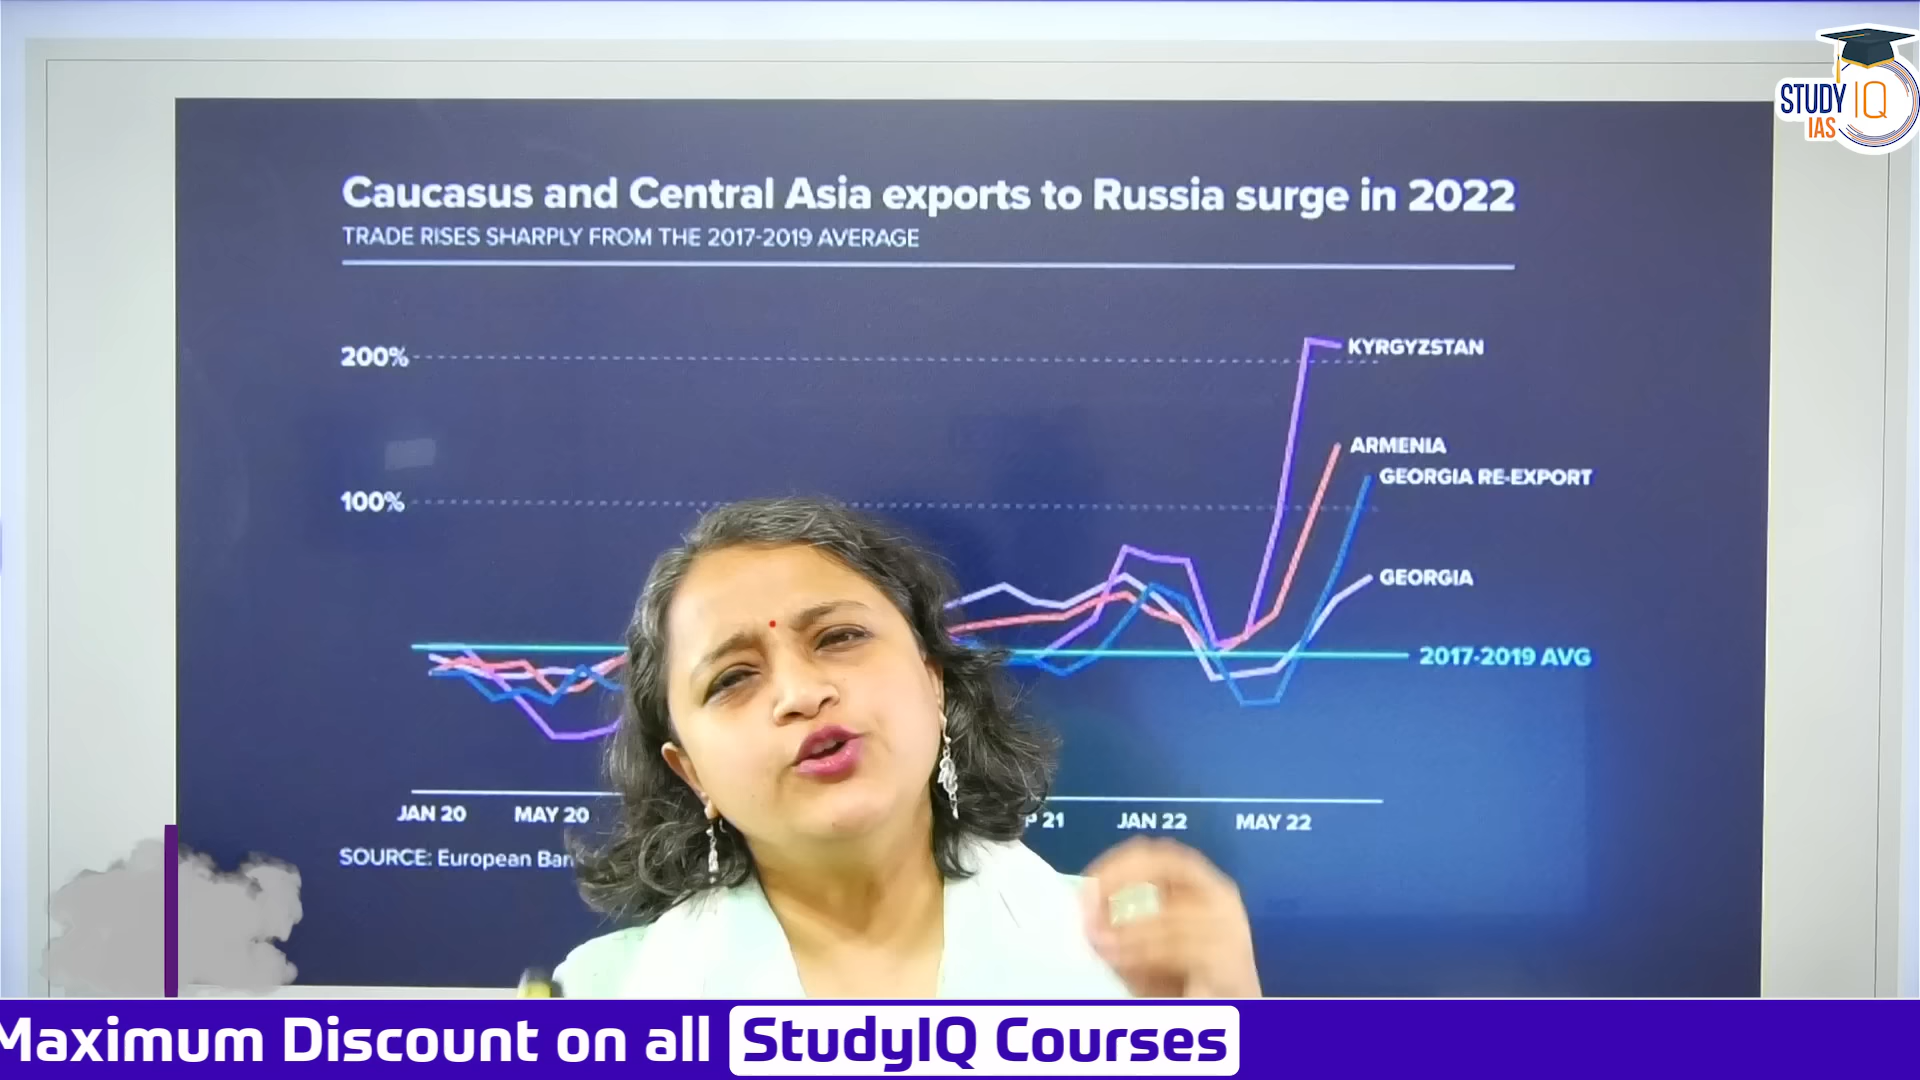 STUDY IQ
IAS
Caucasus and Central Asia exports to Russia surge in 2022
TRADE RISES SHARPLY FROM THE 2017-2019 AVERAGE
200%
KYRGYZSTAN
ARMENIA
GEORGIA RE-EXPORT
100%
GEORGIA
2017-2019 AVG
JAN 20 MAY 20 21 JAN 22 MAY 22
SOURCE: European
Maximum Discount on all StudyIQ Courses